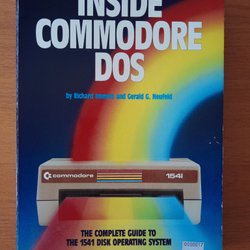 INSIDE
COMMODORE
DOS
by Richard Immers and Gerald G. Neufeld
commodore 1541
THE COMPLETE GUIDE TO
THE 1541 DISK OPERATING SYSTEM